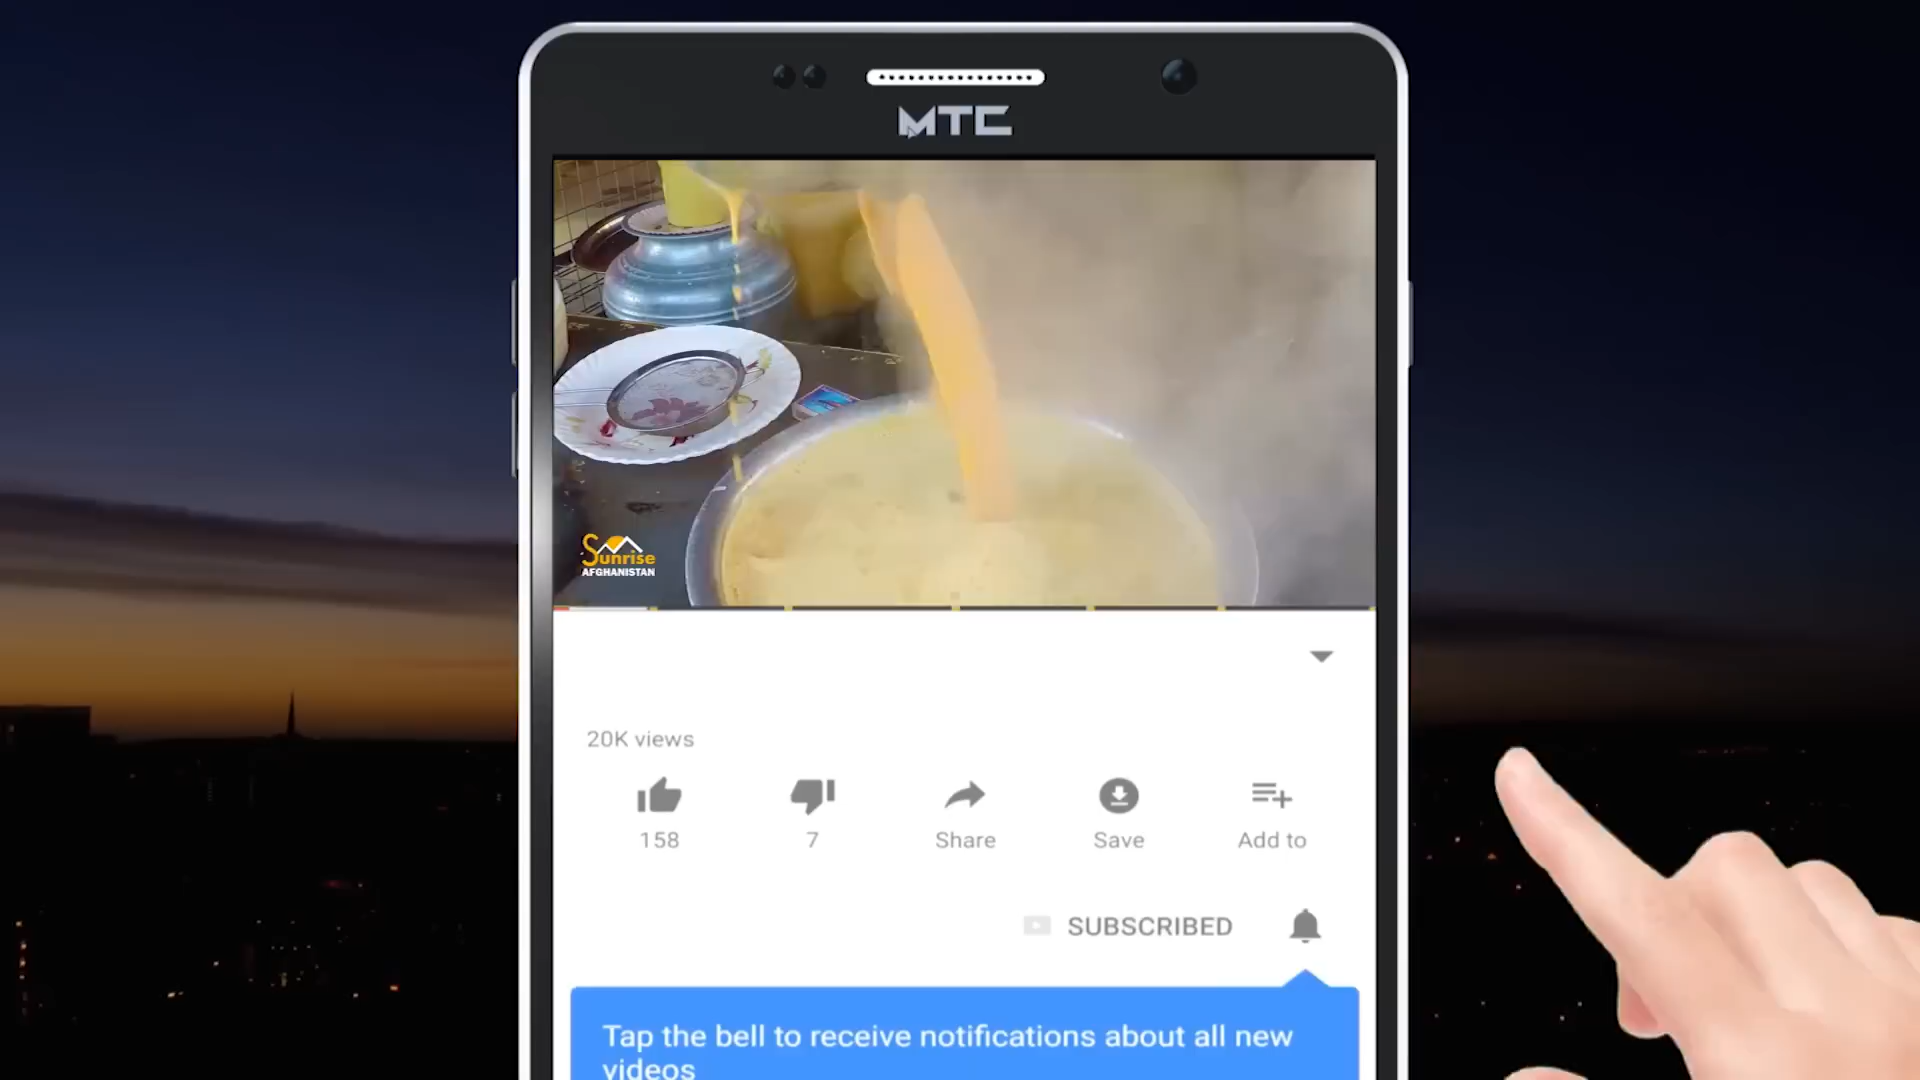 MTC
Sunrise
AFGHANISTAN
20K views
158
7
Share
Save
Add to
SUBSCRIBED
Tap the bell to receive notifications about all new
videos